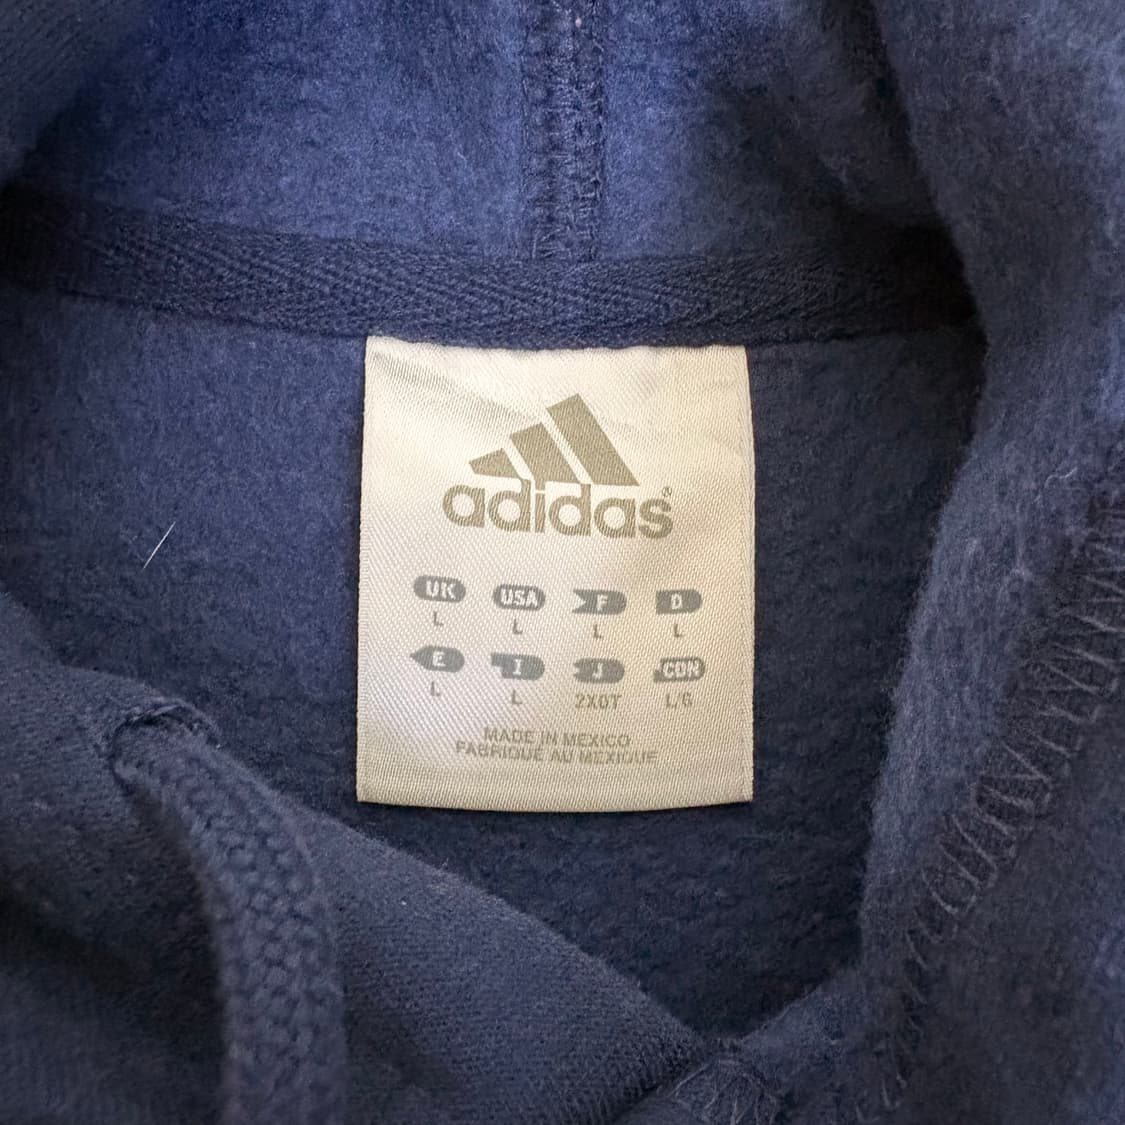 adidas®
UK USA F D
L L L L
E I J CDN
L L 2XOT L/G
MADE IN MEXICO
FABRIQUÉ AU MEXIQUE